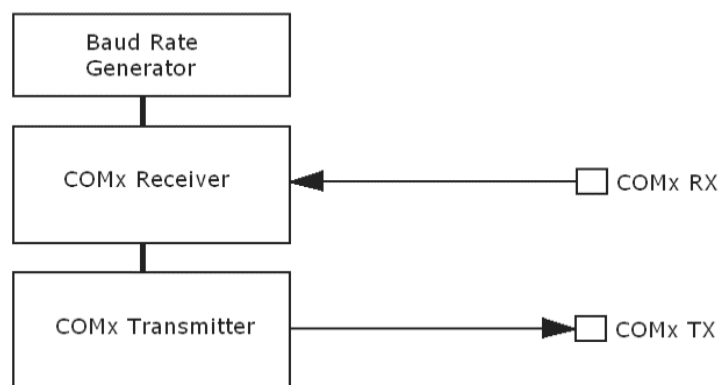 Baud Rate
Generator
COMx Receiver
COMx RX
COMx Transmitter
COMx TX